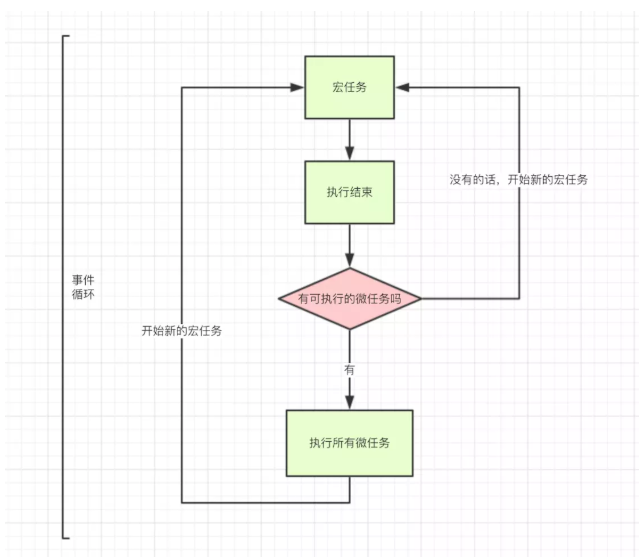 宏任务
没有的话，开始新的宏任务
执行结束
事件
循环
有可执行的微任务吗
开始新的宏任务
有
执行所有微任务